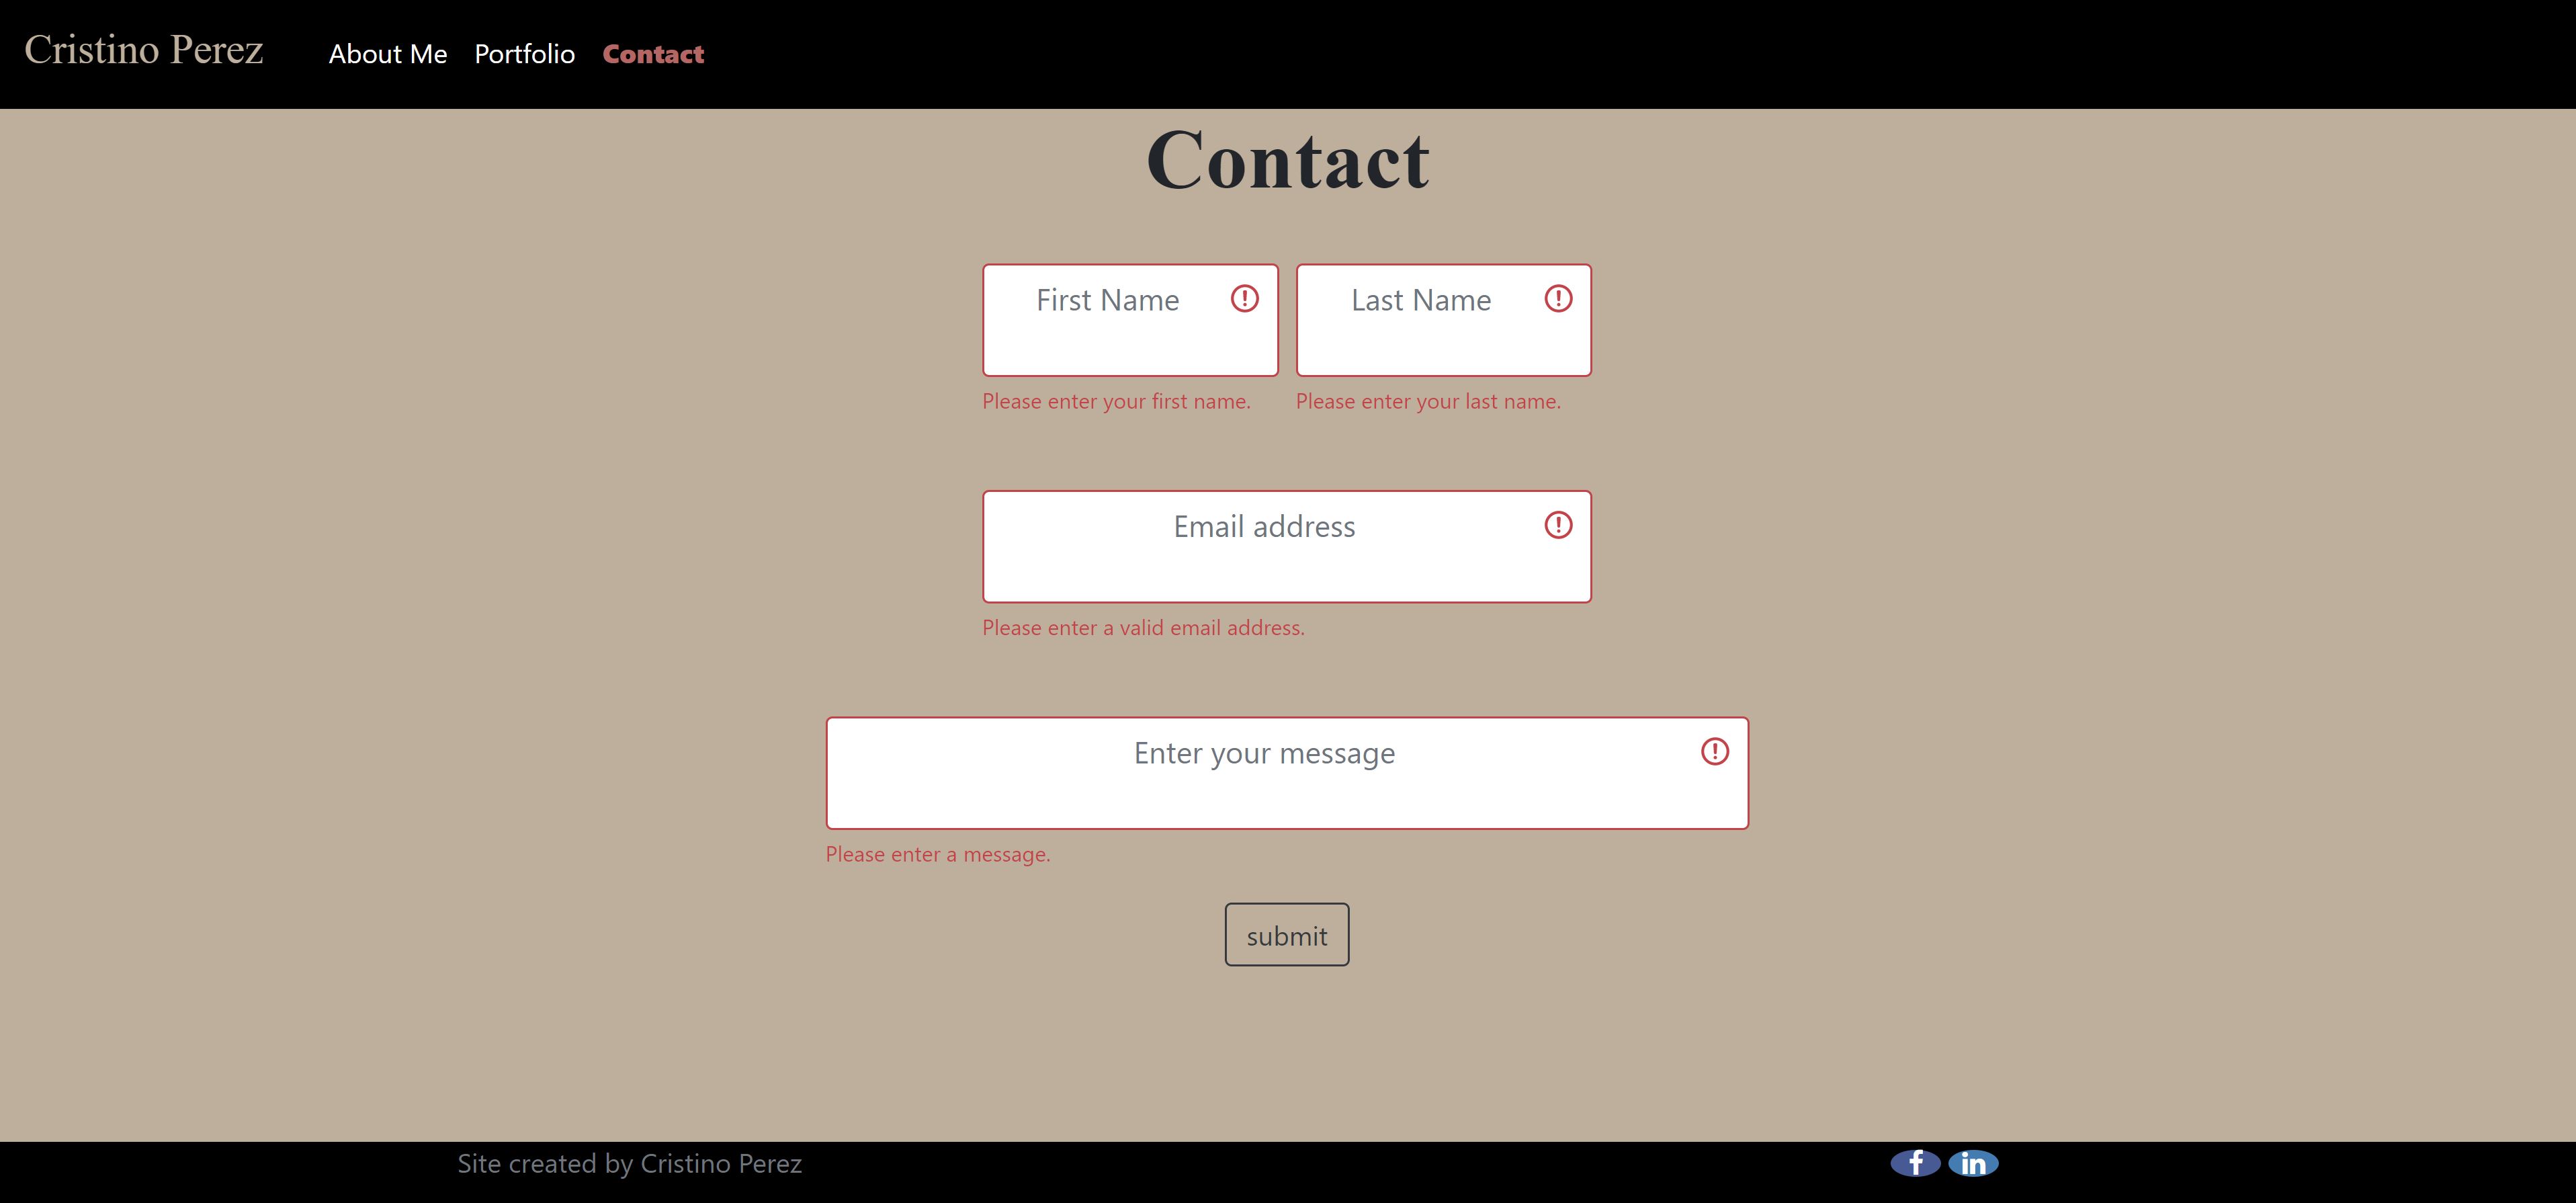 Cristino Perez About Me Portfolio Contact
Contact
First Name Last Name
Please enter your first name. Please enter your last name.
Email address
Please enter a valid email address.
Enter your message
Please enter a message.
submit
Site created by Cristino Perez f in